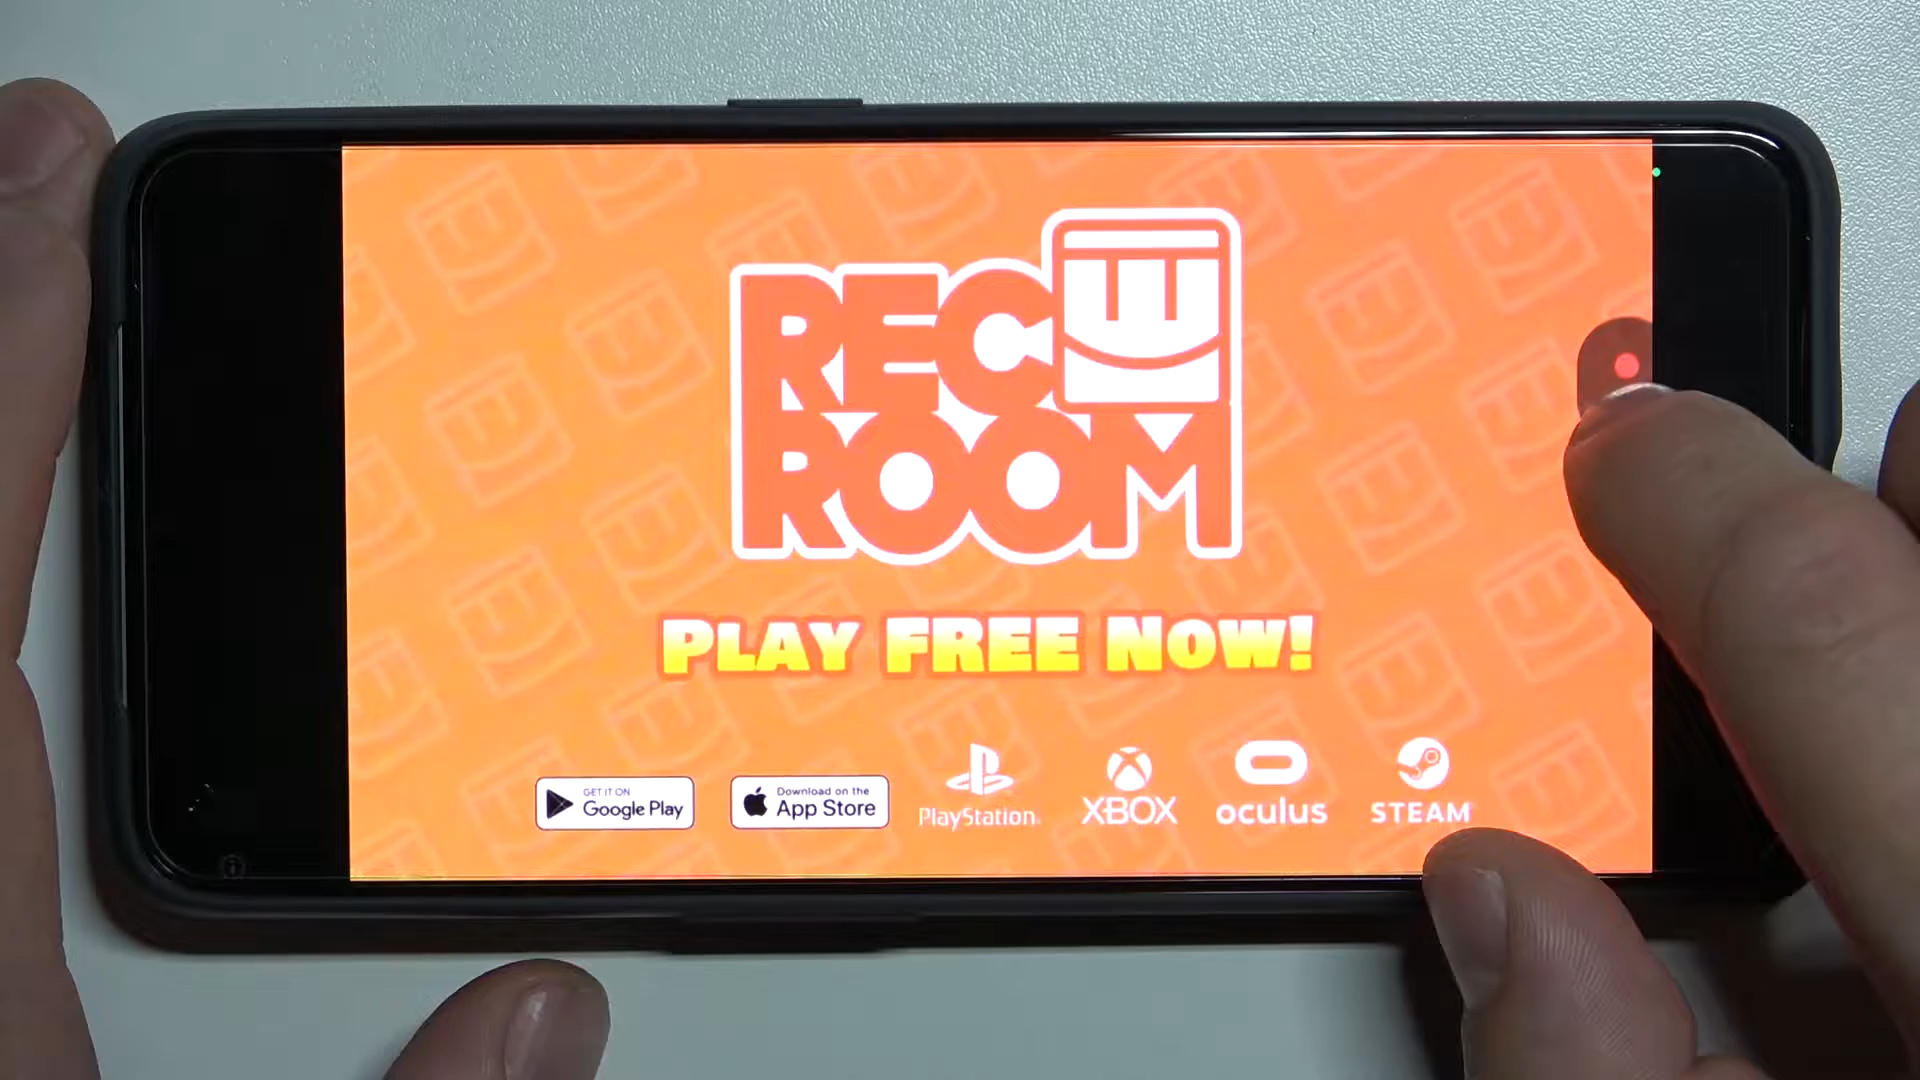 REC
ROOM
PLAY FREE NOW!
GET IT ON
Google Play
Download on the
App Store
PlayStation
XBOX
oculus
STEAM